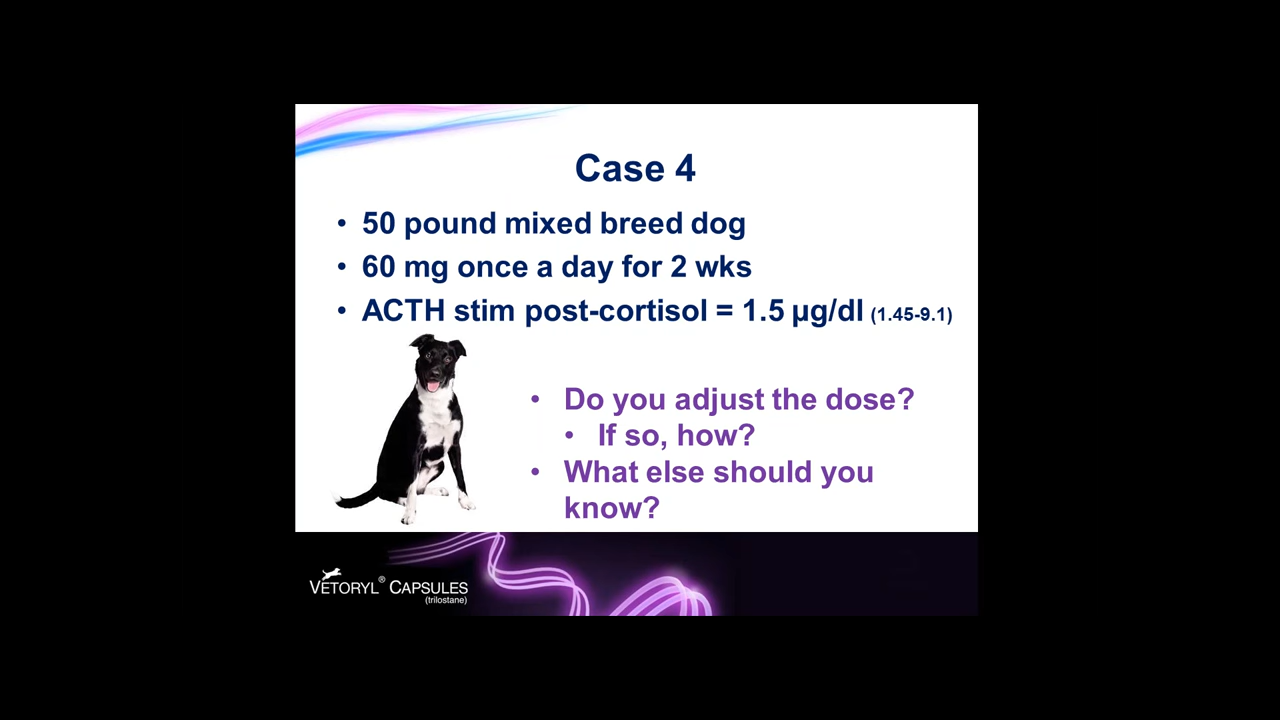 Case 4
• 50 pound mixed breed dog
• 60 mg once a day for 2 wks
• ACTH stim post-cortisol = 1.5 µg/dl (1.45-9.1)
• Do you adjust the dose?
• If so, how?
• What else should you
know?
VETORYL® CAPSULES
(trilostane)